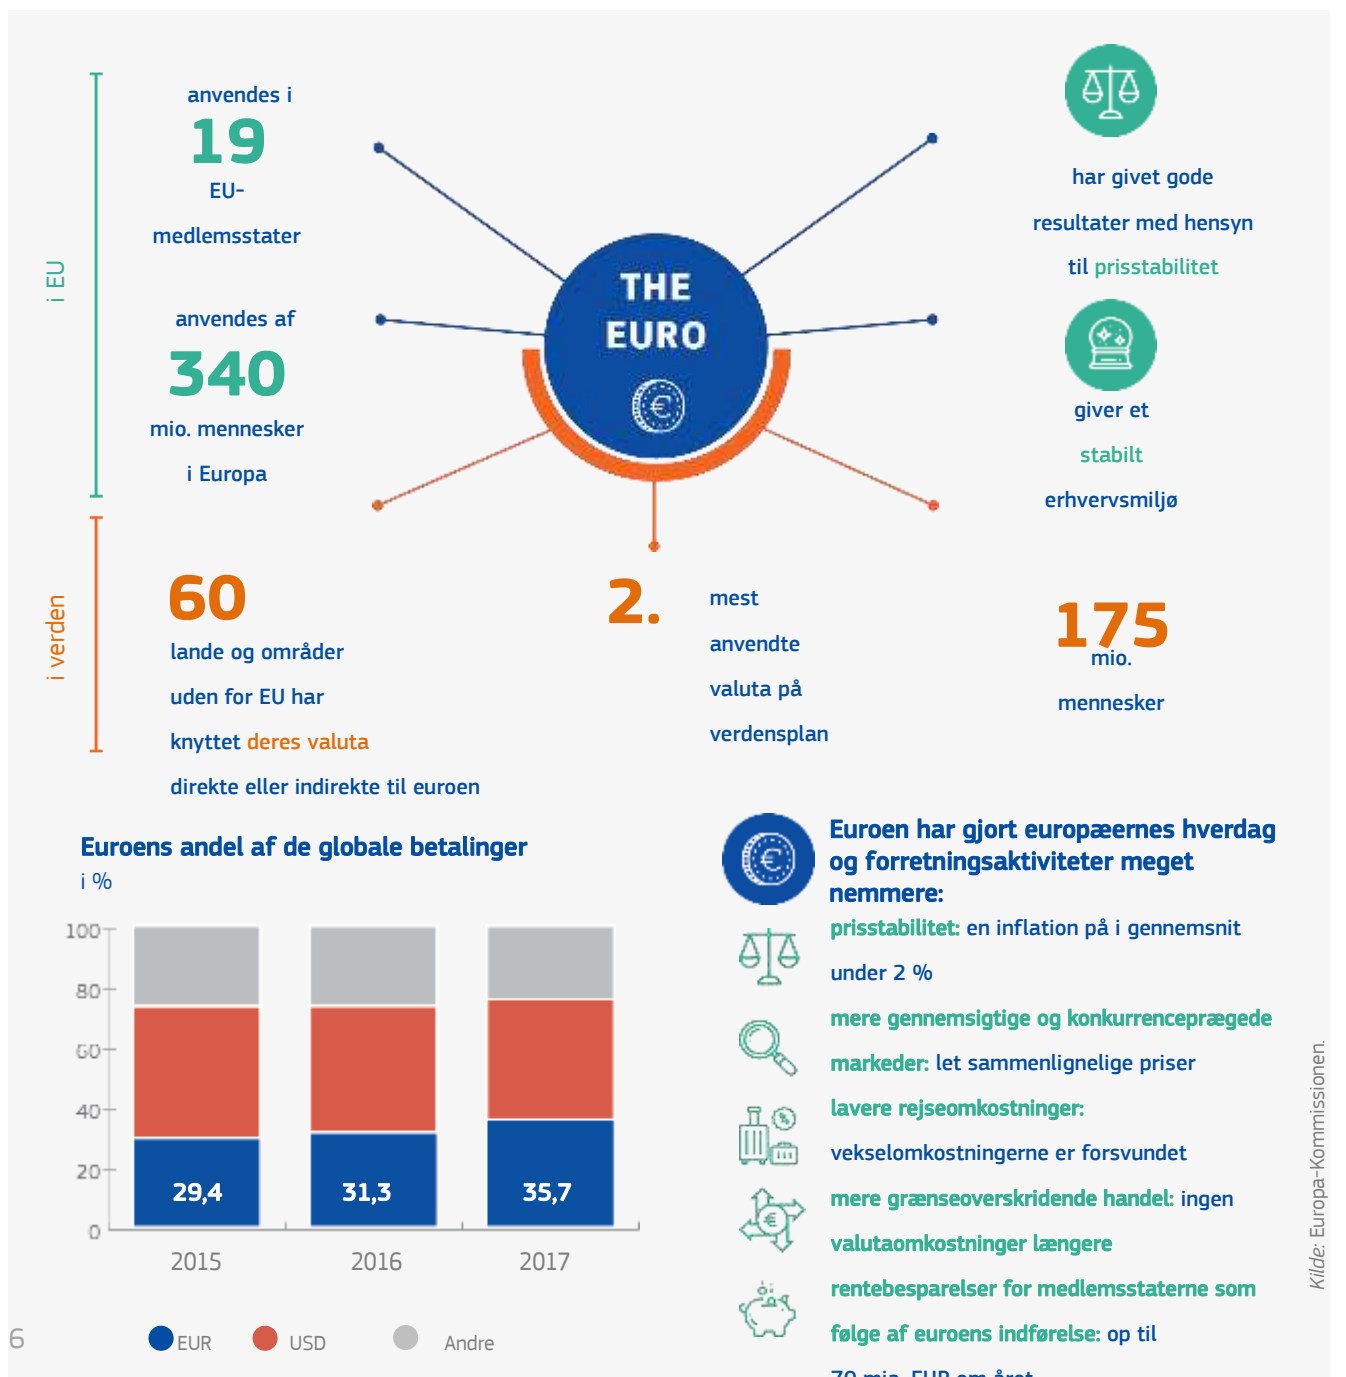 i EU
anvendes i
19
EU-
medlemsstater
anvendes af
340
mio. mennesker
i Europa
THE
EURO
€
har givet gode
resultater med hensyn
til prisstabilitet
giver et
stabilt
erhvervsmiljø
i verden
60
lande og områder
uden for EU har
knyttet deres valuta
direkte eller indirekte til euroen
2.
mest
anvendte
valuta på
verdensplan
175
mio.
mennesker
Euroens andel af de globale betalinger
i %
100
80
60
40
20
0
29,4
31,3
35,7
2015
2016
2017
EUR
USD
Andre
6
€
Euroen har gjort europæernes hverdag
og forretningsaktiviteter meget
nemmere:
prisstabilitet: en inflation på i gennemsnit
under 2 %
mere gennemsigtige og konkurrenceprægede
markeder: let sammenlignelige priser
lavere rejseomkostninger:
vekselomkostningerne er forsvundet
mere grænseoverskridende handel: ingen
valutaomkostninger længere
€
rentebesparelser for medlemsstaterne som
følge af euroens indførelse: op til
Kilde: Europa-Kommissionen.